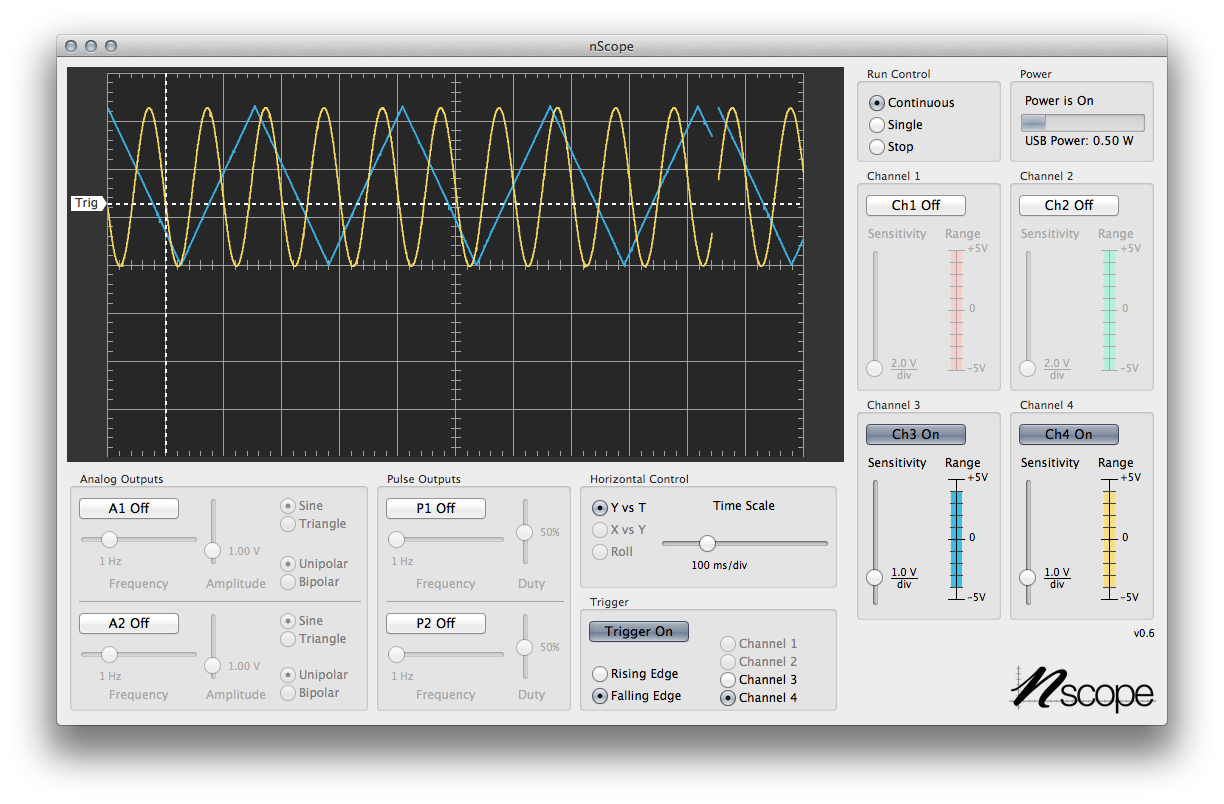 nScope
Trig
Run Control
Continuous
Single
Stop
Power
Power is On
USB Power: 0.50 W
Channel 1
Ch1 Off
Sensitivity
Range
+5V
0
-5V
2.0 V
div
Channel 2
Ch2 Off
Sensitivity
Range
+5V
0
-5V
2.0 V
div
Channel 3
Ch3 On
Sensitivity
Range
+5V
0
-5V
1.0 V
div
Channel 4
Ch4 On
Sensitivity
Range
+5V
0
-5V
1.0 V
div
Analog Outputs
A1 Off
1 Hz
Frequency
1.00 V
Amplitude
Sine
Triangle
Unipolar
Bipolar
A2 Off
1 Hz
Frequency
1.00 V
Amplitude
Sine
Triangle
Unipolar
Bipolar
Pulse Outputs
P1 Off
1 Hz
Frequency
50%
Duty
P2 Off
1 Hz
Frequency
50%
Duty
Horizontal Control
Y vs T
X vs Y
Roll
Time Scale
100 ms/div
Trigger
Trigger On
Rising Edge
Falling Edge
Channel 1
Channel 2
Channel 3
Channel 4
v0.6
nscope